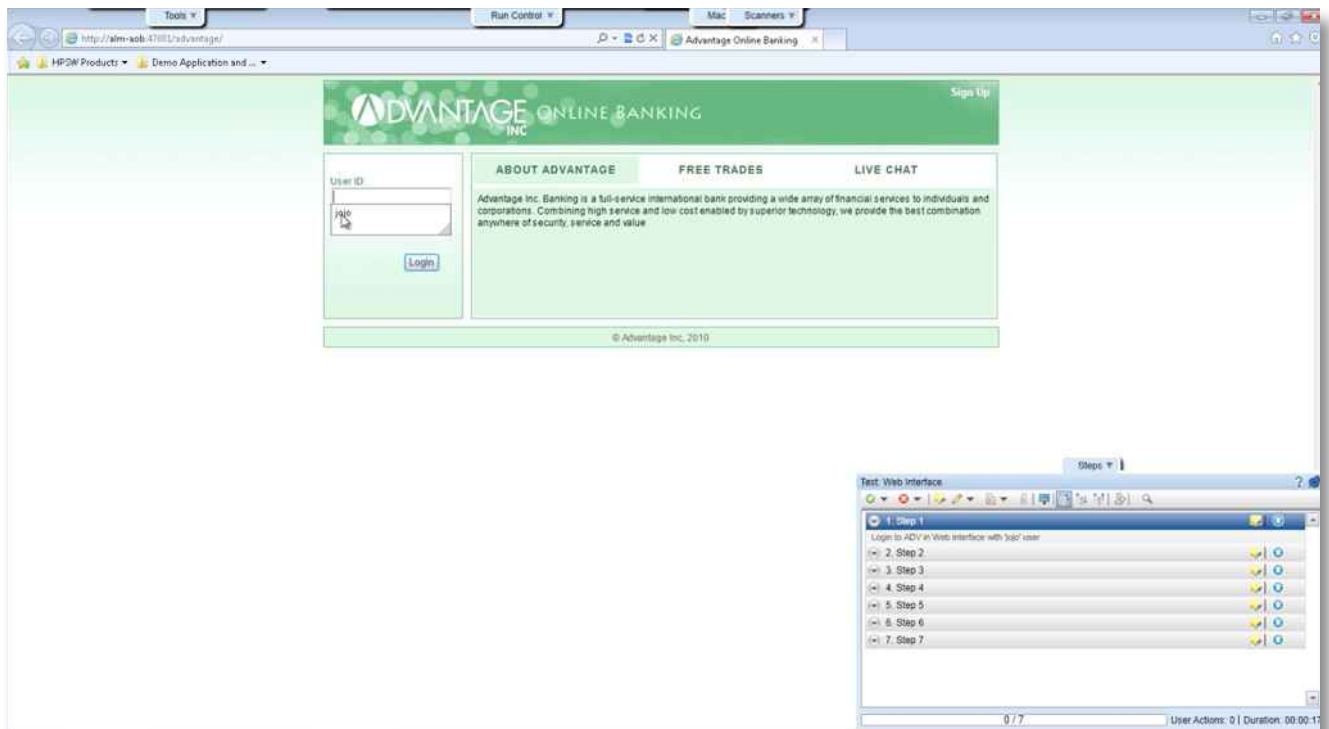 Tools
Run Control
Mac Scanners
http://alm-aob:47001/advantage/
Advantage Online Banking
HPSW Products
Demo Application and ...
Sign Up
ADVANTAGE INC ONLINE BANKING
User ID
jojo
Login
ABOUT ADVANTAGE FREE TRADES LIVE CHAT
Advantage Inc. Banking is a full-service international bank providing a wide array of financial services to individuals and
corporations. Combining high service and low cost enabled by superior technology, we provide the best combination
anywhere of security, service and value
© Advantage Inc, 2010
Steps
Test: Web Interface
1. Step 1
Login to ADV in Web interface with 'jojo' user
2. Step 2
3. Step 3
4. Step 4
5. Step 5
6. Step 6
7. Step 7
0 / 7
User Actions: 0 | Duration: 00:00:17